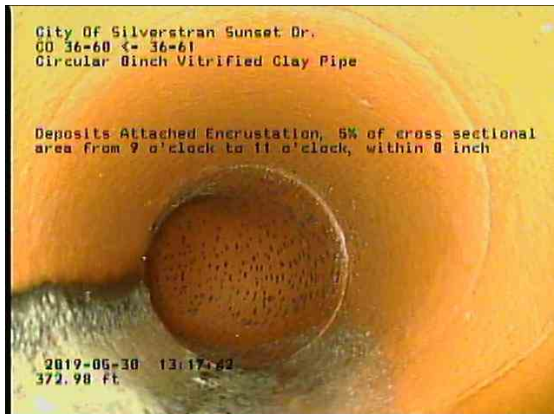 City Of Silverstran Sunset Dr.
CO 36-60 <- 36-61
Circular 8inch Vitrified Clay Pipe
Deposits Attached Encrustation, 5% of cross sectional
area from 9 o'clock to 11 o'clock, within 8 inch
2019-06-30 13:17:42
372.98 ft